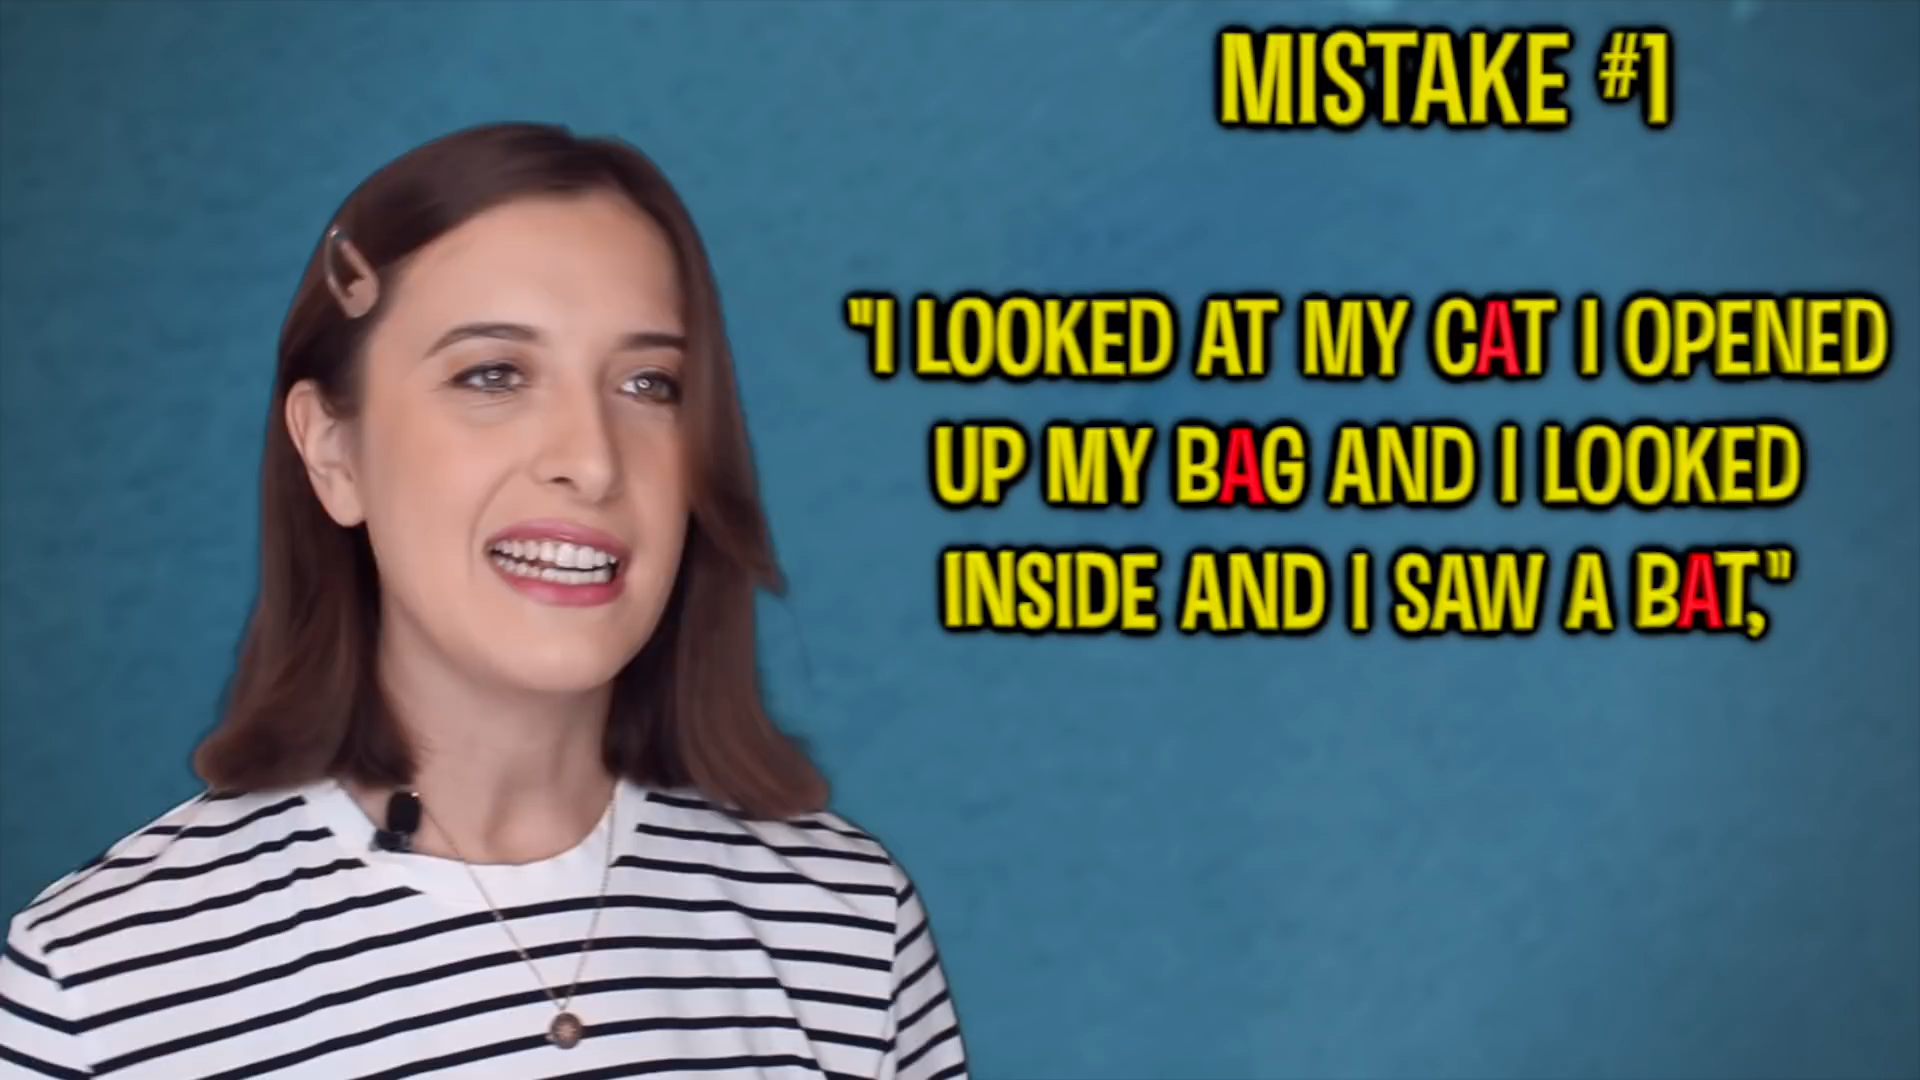 MISTAKE #1
"I LOOKED AT MY CAT I OPENED
UP MY BAG AND I LOOKED
INSIDE AND I SAW A BAT,"